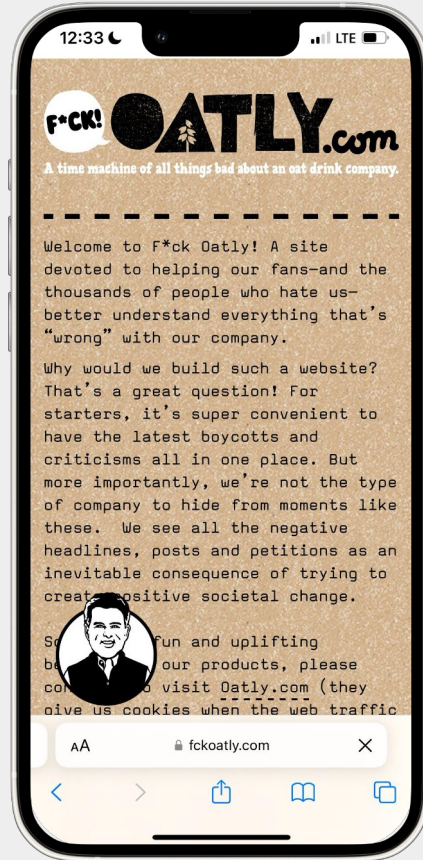 12:33
LTE
F*CK!
OATLY.com
A time machine of all things bad about an oat drink company.
Welcome to F*ck Oatly! A site
devoted to helping our fans—and the
thousands of people who hate us—
better understand everything that's
“wrong” with our company.
Why would we build such a website?
That's a great question! For
starters, it's super convenient to
have the latest boycotts and
criticisms all in one place. But
more importantly, we're not the type
of company to hide from moments like
these. We see all the negative
headlines, posts and petitions as an
inevitable consequence of trying to
positive societal change.
fun and uplifting
our products, please
visit Oatly.com (they
give us cookies when the web traffic
AA
fckoatly.com